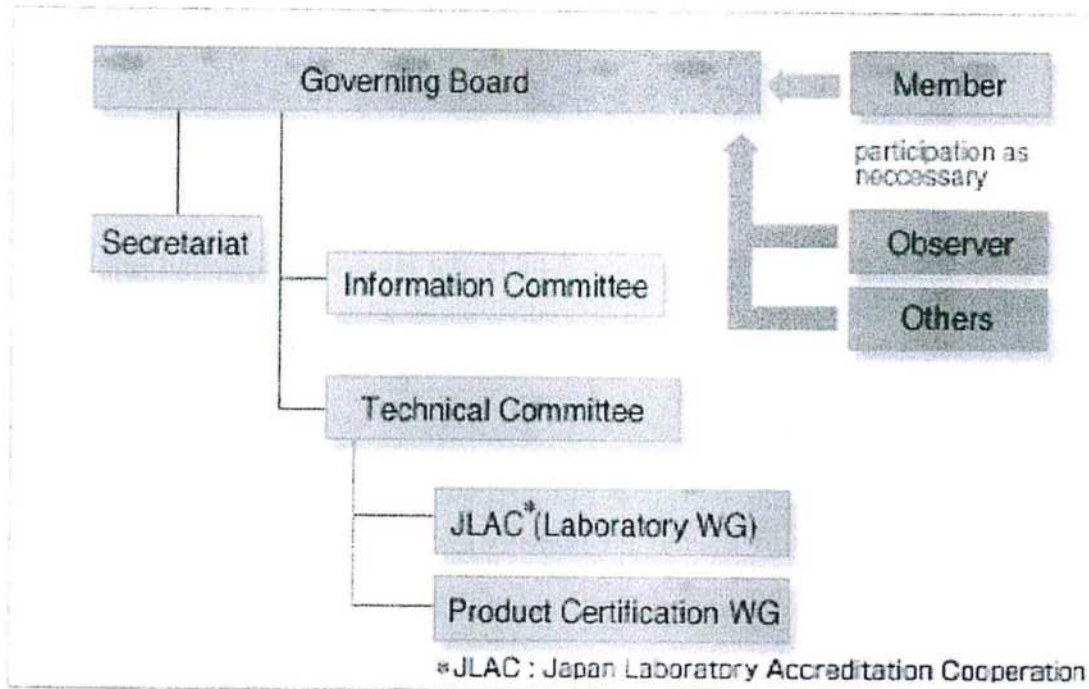 Governing Board
Member
participation as
neccessary
Secretariat
Observer
Information Committee
Others
Technical Committee
JLAC*(Laboratory WG)
Product Certification WG
*JLAC : Japan Laboratory Accreditation Cooperation